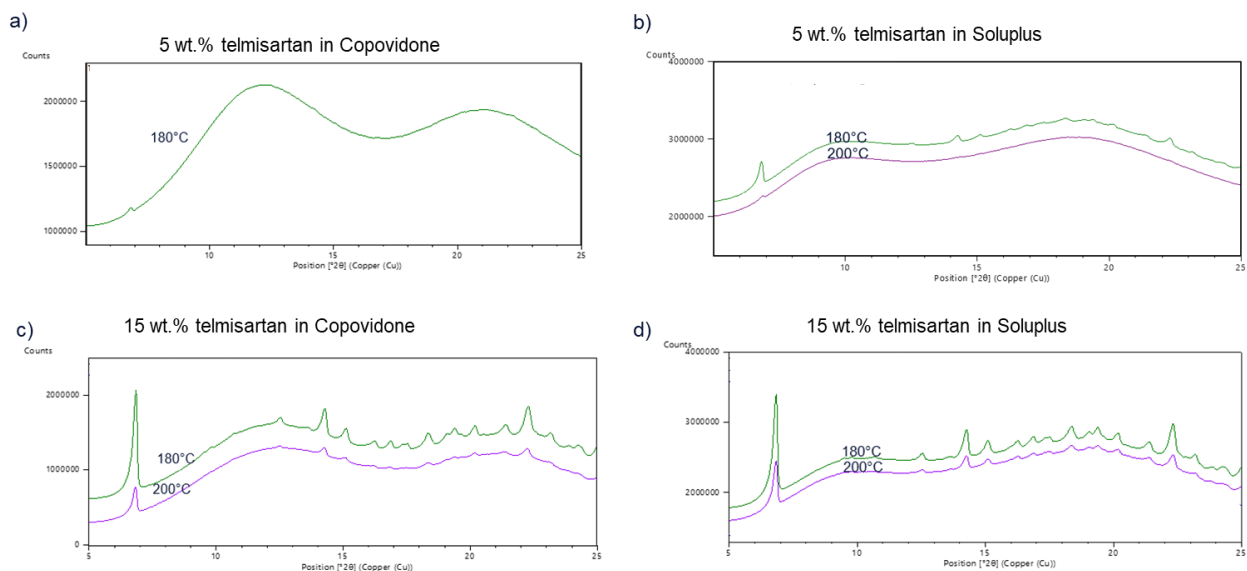 a)
5 wt.% telmisartan in Copovidone
Counts
1
2000000
1500000
1000000
180°C
10
15
20
25
Position [°2θ] (Copper (Cu))
b)
5 wt.% telmisartan in Soluplus
Counts
4000000
3000000
2000000
180°C
200°C
10
15
20
25
Position [°2θ] (Copper (Cu))
c)
15 wt.% telmisartan in Copovidone
Counts
2000000
1000000
0
180°C
200°C
5
10
15
20
25
Position [°2θ] (Copper (Cu))
d)
15 wt.% telmisartan in Soluplus
Counts
4000000
3000000
2000000
180°C
200°C
5
10
15
20
25
Position [°2θ] (Copper (Cu))